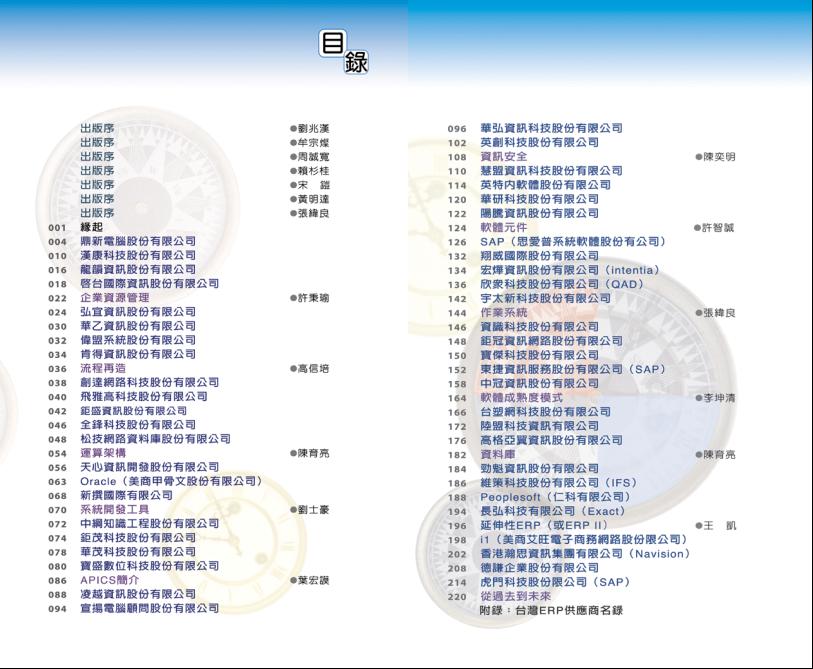 目錄
出版序 ●劉兆漢
出版序 ●牟宗燦
出版序 ●周誠寬
出版序 ●賴杉桂
出版序 ●宋 鎧
出版序 ●黃明達
出版序 ●張緯良
001 緣起
004 鼎新電腦股份有限公司
010 漢康科技股份有限公司
016 龍韻資訊股份有限公司
018 啓台國際資訊股份有限公司
022 企業資源管理 ●許秉瑜
024 弘宜資訊股份有限公司
030 華乙資訊股份有限公司
032 偉盟系統股份有限公司
034 肯得資訊股份有限公司
036 流程再造 ●高信培
038 創達網路科技股份有限公司
040 飛雅高科技股份有限公司
042 鉅盛資訊股份有限公司
046 全鋒科技股份有限公司
048 松技網路資料庫股份有限公司
054 運算架構 ●陳育亮
056 天心資訊開發股份有限公司
063 Oracle（美商甲骨文股份有限公司）
068 新撰國際有限公司
070 系統開發工具 ●劉士豪
072 中綱知識工程股份有限公司
074 鉅茂科技股份有限公司
078 華茂科技股份有限公司
080 寶盛數位科技股份有限公司
086 APICS簡介 ●葉宏謨
088 凌越資訊股份有限公司
094 宣揚電腦顧問股份有限公司
096 華弘資訊科技股份有限公司
102 英創科技股份有限公司
108 資訊安全 ●陳奕明
110 慧盟資訊科技股份有限公司
114 英特內軟體股份有限公司
120 華研科技股份有限公司
122 陽騰資訊股份有限公司
124 軟體元件 ●許智誠
126 SAP（思愛普系統軟體股份有公司）
132 翔威國際股份有限公司
134 宏燁資訊股份有限公司（intentia）
136 欣眾科技股份有限公司（QAD）
142 宇太新科技股份有限公司
144 作業系統 ●張緯良
146 資識科技股份有限公司
148 鉅冠資訊網路股份有限公司
150 寶傑科技股份有限公司
152 東捷資訊服務股份有限公司（SAP）
158 中冠資訊股份有限公司
164 軟體成熟度模式 ●李坤清
166 台塑網科技股份有限公司
172 陸盟科技資訊有限公司
176 高格亞翼資訊股份有限公司
182 資料庫 ●陳育亮
184 勁魁資訊股份有限公司
186 維策科技股份有限公司（IFS）
188 Peoplesoft（仁科有限公司）
194 長弘科技有限公司（Exact）
196 延伸性ERP（或ERP II） ●王 凱
198 i1（美商艾旺電子商務網路股份限公司）
202 香港瀚思資訊集團有限公司（Navision）
208 德謙企業股份有限公司
214 虎門科技股份限公司（SAP）
220 從過去到未來
附錄：台灣ERP供應商名錄